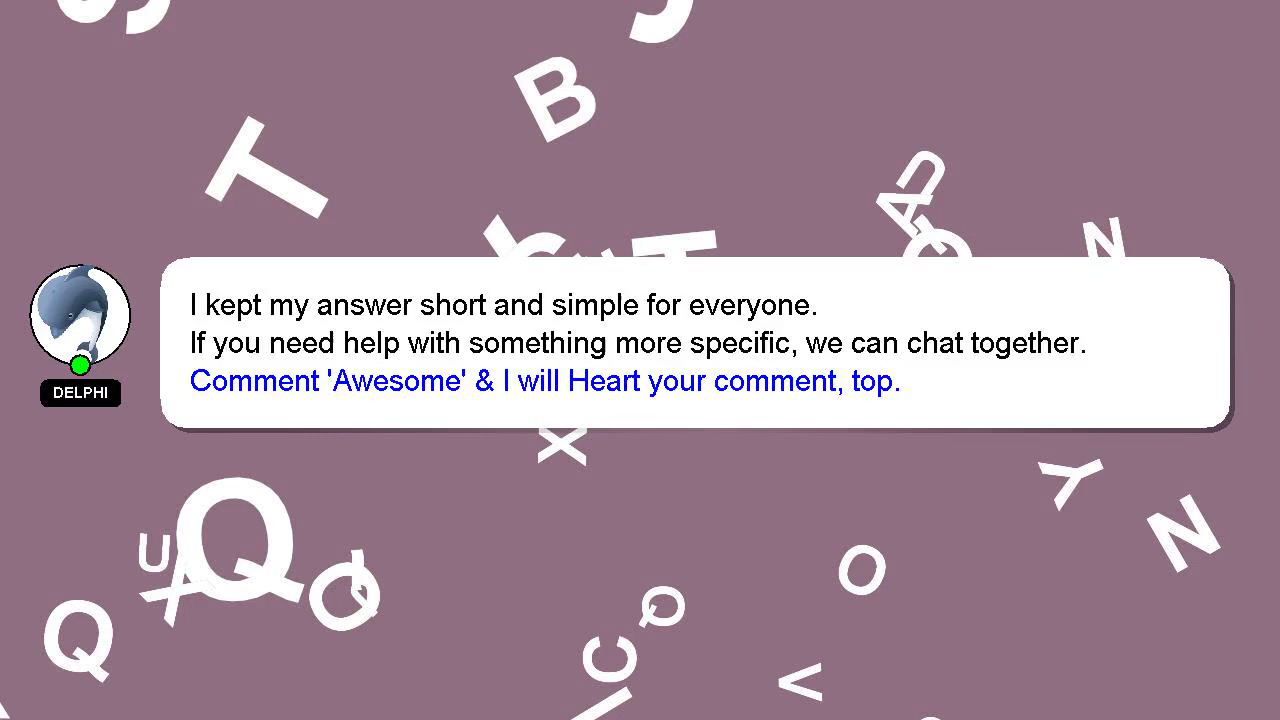 I kept my answer short and simple for everyone.
If you need help with something more specific, we can chat together.
Comment 'Awesome' & I will Heart your comment, top.
DELPHI
T
B
U
A
N
T
X
Y
N
Q
U
X
Q
Q
O
Q
C
V